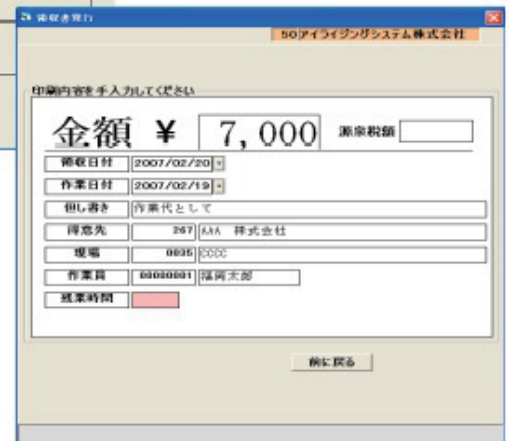 領収書発行
50 アイライジングシステム株式会社
印刷内容を手入力してください
金額 ¥ 7,000 源泉税額
領収日付 2007/02/20
作業日付 2007/02/19
但し書き 作業代として
得意先 267 AAA 株式会社
現場 0035 CCCC
作業員 00000001 福岡太郎
残業時間
前に戻る